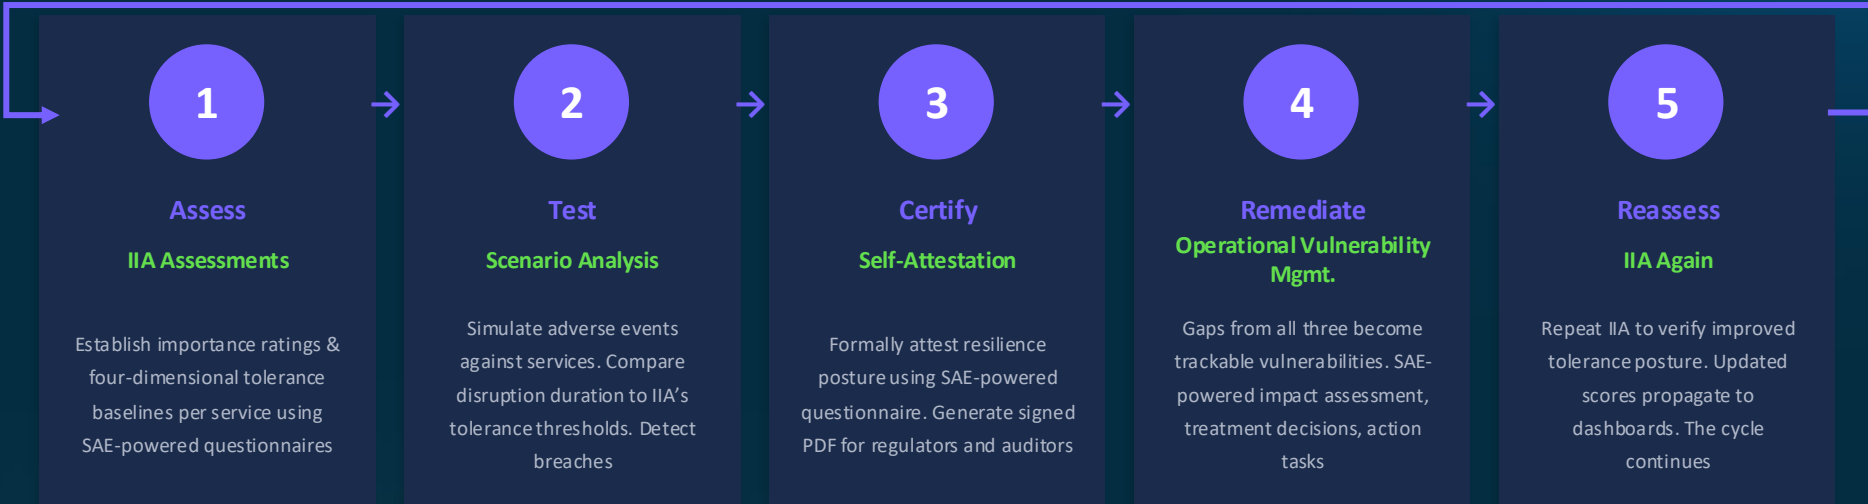 1
Assess
IIA Assessments
Establish importance ratings &
four-dimensional tolerance
baselines per service using
SAE-powered questionnaires
2
Test
Scenario Analysis
Simulate adverse events
against services. Compare
disruption duration to IIA's
tolerance thresholds. Detect
breaches
3
Certify
Self-Attestation
Formally attest resilience
posture using SAE-powered
questionnaire. Generate signed
PDF for regulators and auditors
4
Remediate
Operational Vulnerability
Mgmt.
Gaps from all three become
trackable vulnerabilities. SAE-
powered impact assessment,
treatment decisions, action
tasks
5
Reassess
IIA Again
Repeat IIA to verify improved
tolerance posture. Updated
scores propagate to
dashboards. The cycle
continues